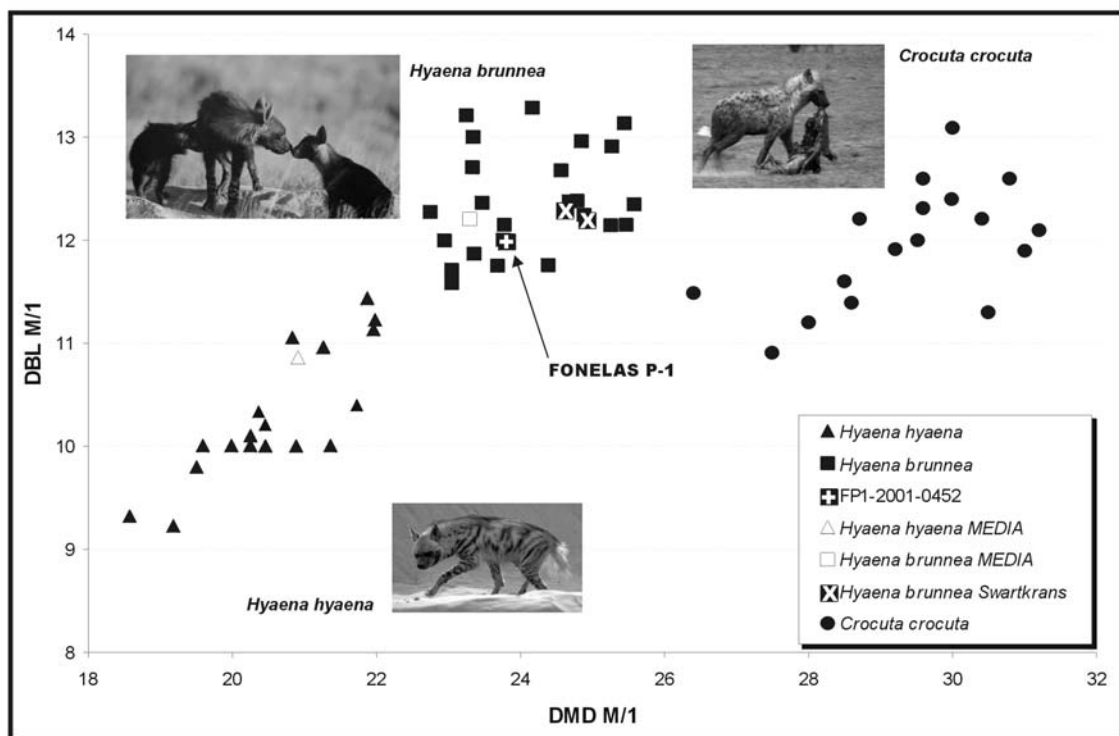 Hyaena brunnea
Crocuta crocuta
14
13
12
11
10
9
8
DBL M/1
FONELAS P-1
Hyaena hyaena
Hyaena hyaena
Hyaena brunnea
FP1-2001-0452
Hyaena hyaena MEDIA
Hyaena brunnea MEDIA
Hyaena brunnea Swartkrans
Crocuta crocuta
18 20 22 24 26 28 30 32
DMD M/1